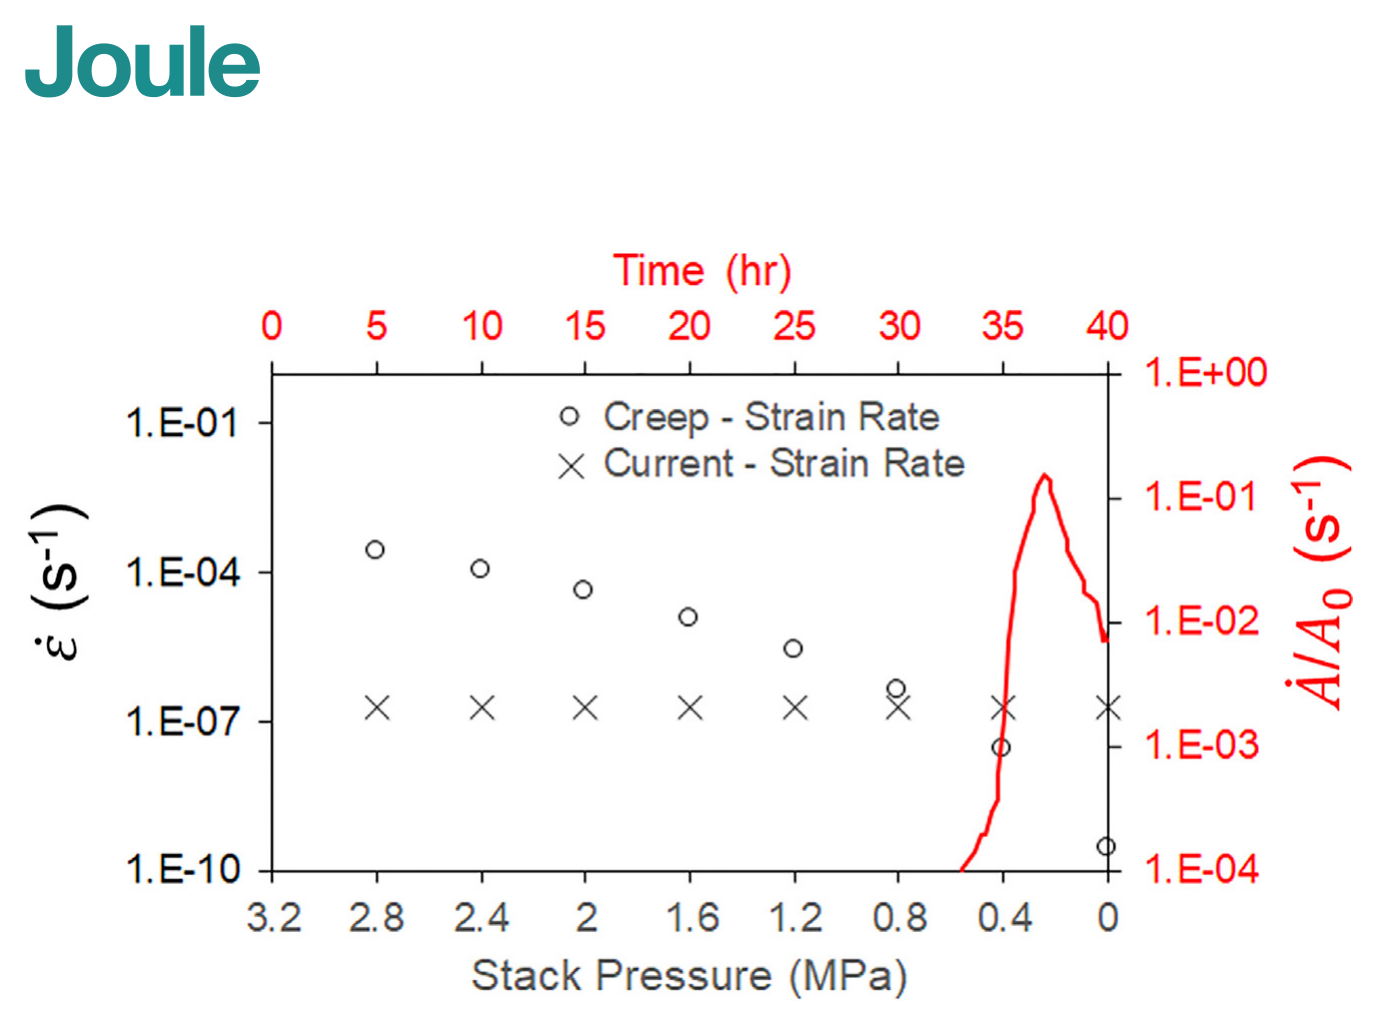 Joule
Time (hr)
0 5 10 15 20 25 30 35 40
1.E+00
1.E-01
1.E-02
1.E-03
1.E-04
Ȧ/A₀ (s⁻¹)
Creep - Strain Rate
Current - Strain Rate
1.E-01
1.E-04
1.E-07
1.E-10
ε̇ (s⁻¹)
3.2 2.8 2.4 2 1.6 1.2 0.8 0.4 0
Stack Pressure (MPa)